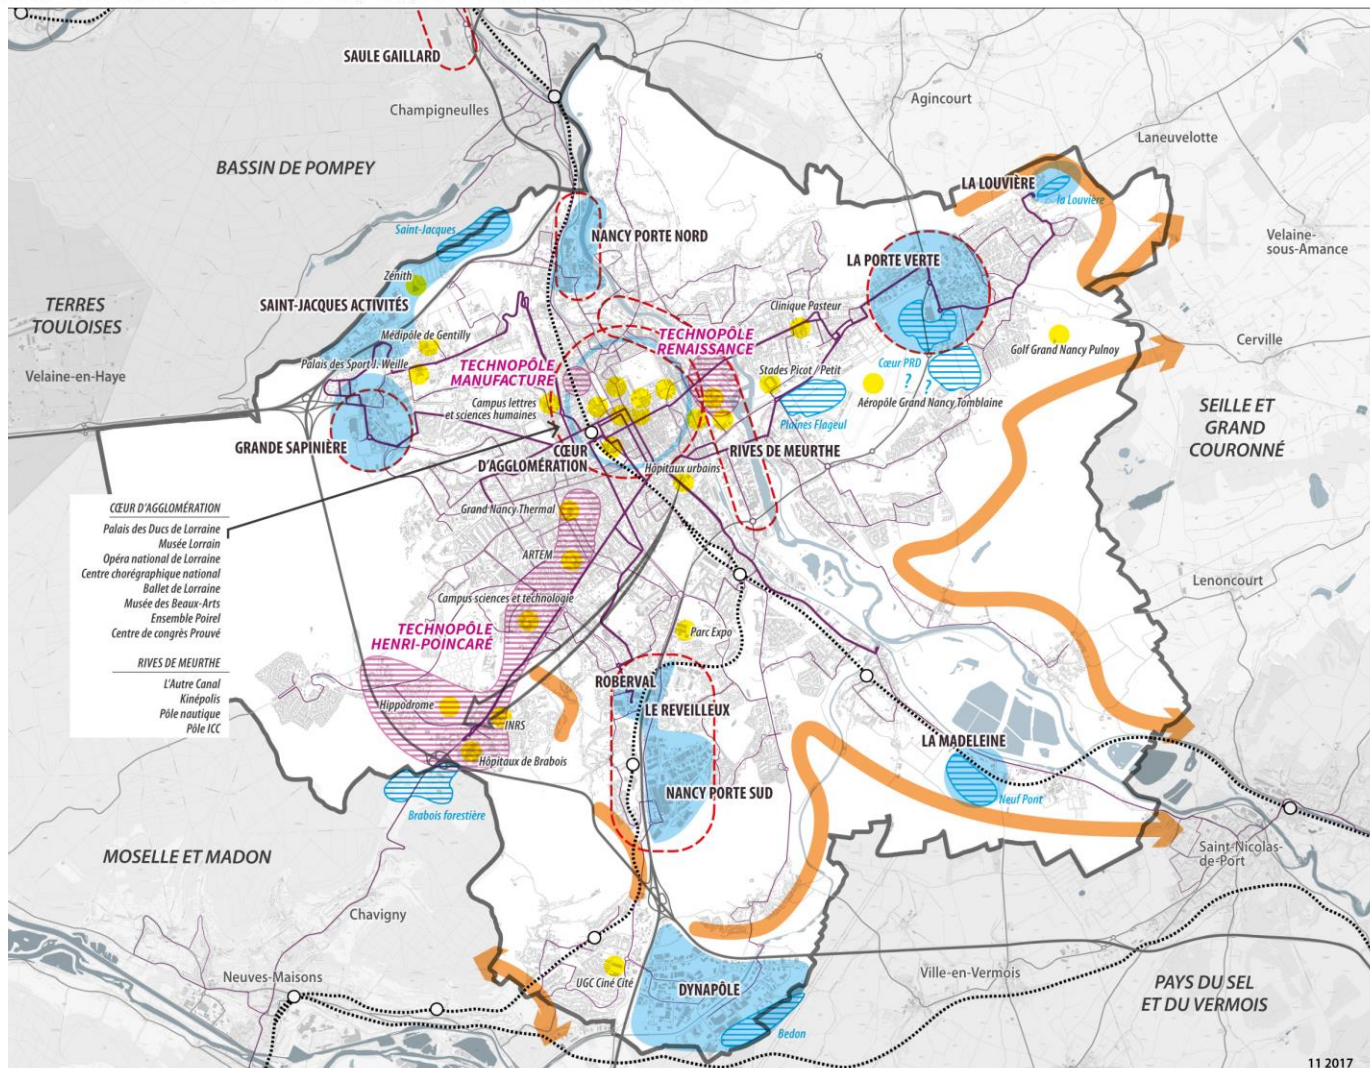 SAULE GAILLARD
Champigneulles
Agincourt
Laneuvelotte
BASSIN DE POMPEY
LA LOUVIÈRE
la Louvière
Saint-Jacques
NANCY PORTE NORD
Velaine-
sous-Amance
LA PORTE VERTE
Zénith
TERRES
TOULOISES
SAINT-JACQUES ACTIVITÉS
Clinique Pasteur
Médipôle de Gentilly
TECHNOPÔLE
RENAISSANCE
Golf Grand Nancy Pulnoy
Cerville
Palais des Sport J. Weille
TECHNOPÔLE
MANUFACTURE
Stades Picot / Petit
Cœur PRD
? ?
Velaine-en-Haye
Campus lettres
et sciences humaines
Aéropôle Grand Nancy Tomblaine
Plaines Flageul
SEILLE ET
GRAND
COURONNÉ
GRANDE SAPINIÈRE
CŒUR
D'AGGLOMÉRATION
RIVES DE MEURTHE
Hôpitaux urbains
CŒUR D'AGGLOMÉRATION
Palais des Ducs de Lorraine
Musée Lorrain
Opéra national de Lorraine
Centre chorégraphique national
Ballet de Lorraine
Musée des Beaux-Arts
Ensemble Poirel
Centre de congrès Prouvé
RIVES DE MEURTHE
L'Autre Canal
Kinépolis
Pôle nautique
Pôle ICC
Grand Nancy Thermal
ARTEM
Lenoncourt
Campus sciences et technologie
TECHNOPÔLE
HENRI-POINCARÉ
Parc Expo
ROBERVAL
Hippodrome
LE REVEILLEUX
INRS
LA MADELEINE
Hôpitaux de Brabois
NANCY PORTE SUD
Neuf Pont
Brabois forestière
Saint-Nicolas-
de-Port
MOSELLE ET MADON
Chavigny
Neuves-Maisons
UGC Ciné Cité
DYNAPÔLE
Ville-en-Vermois
PAYS DU SEL
ET DU VERMOIS
Bedon
11 2017